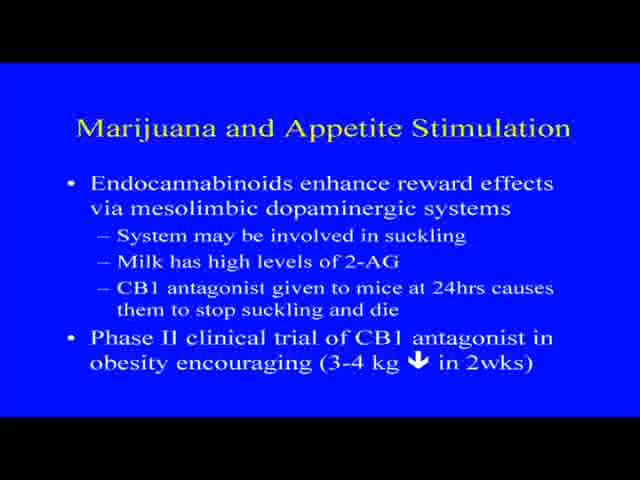 Marijuana and Appetite Stimulation
• Endocannabinoids enhance reward effects
via mesolimbic dopaminergic systems
– System may be involved in suckling
– Milk has high levels of 2-AG
– CB1 antagonist given to mice at 24hrs causes
them to stop suckling and die
• Phase II clinical trial of CB1 antagonist in
obesity encouraging (3-4 kg 🡻 in 2wks)